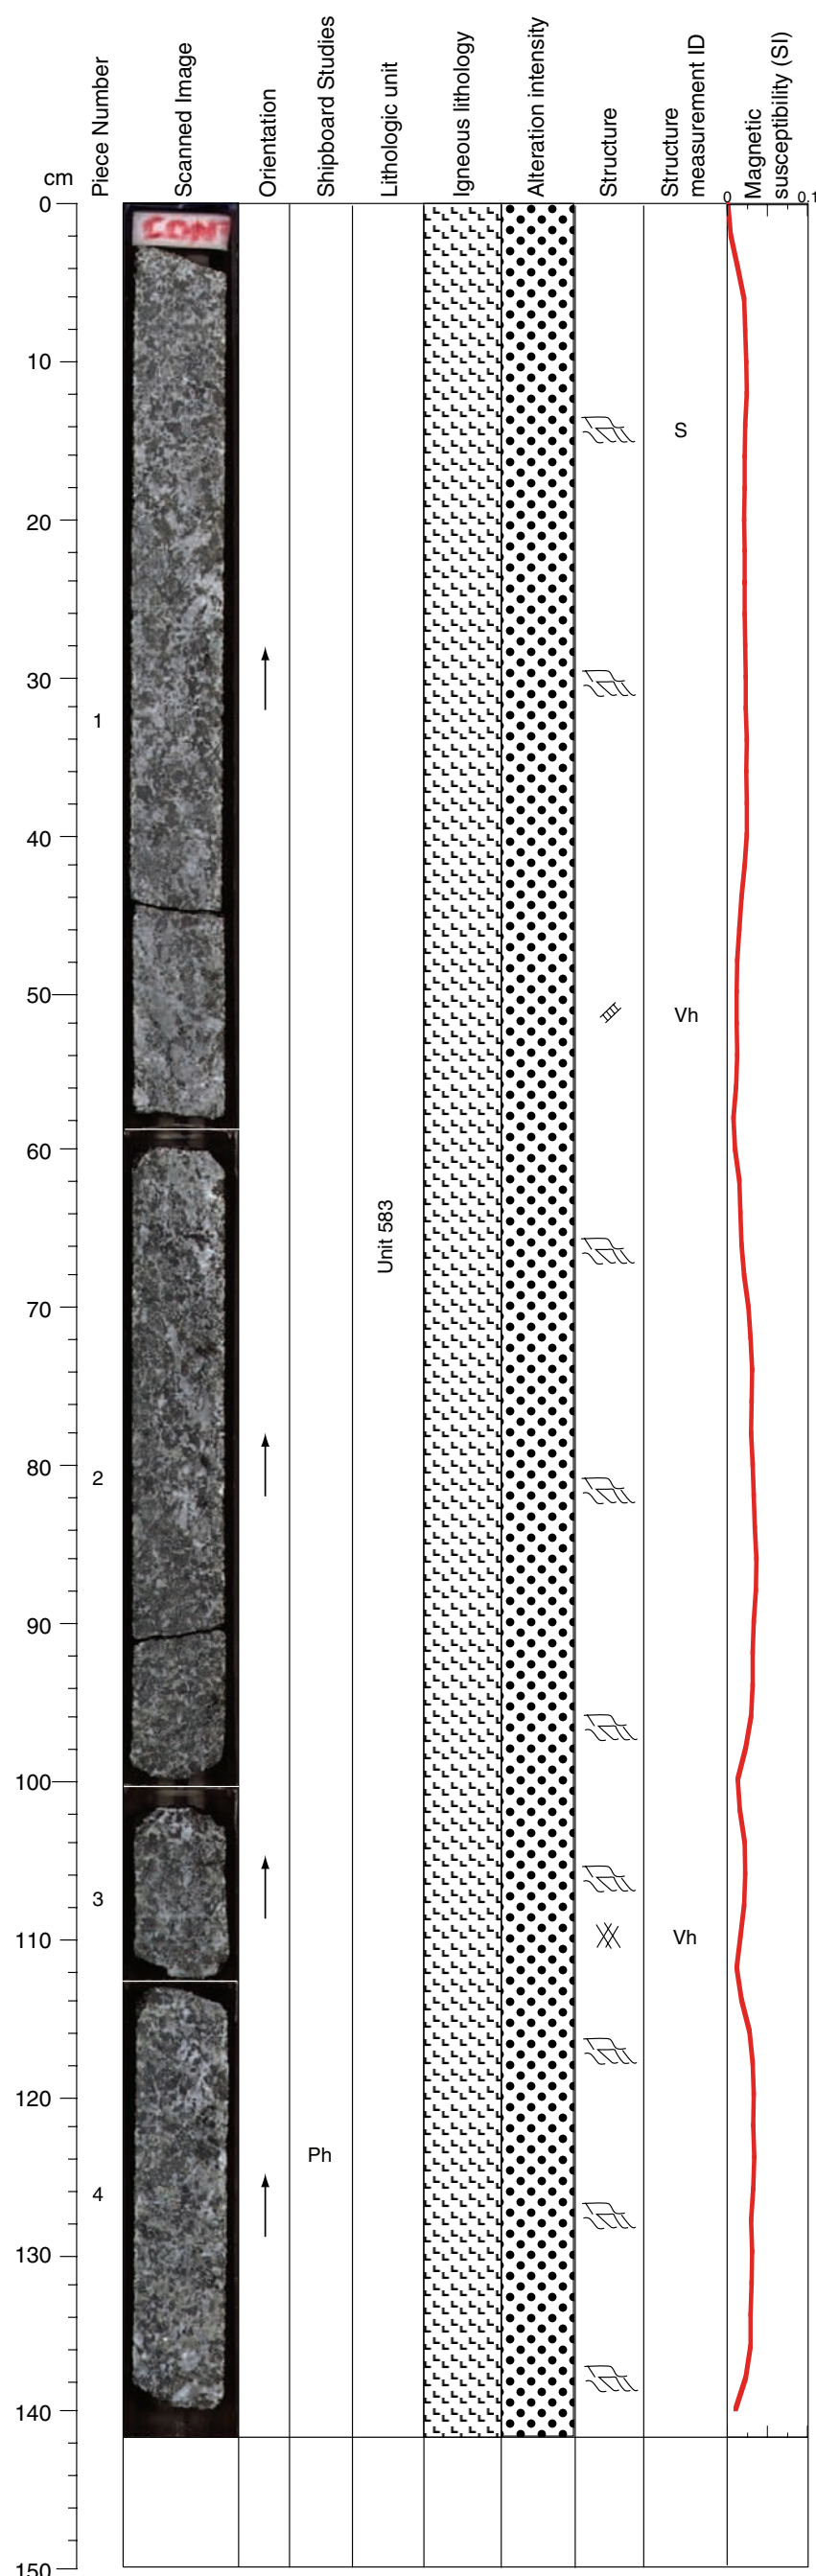 cm
Piece Number
Scanned Image
Orientation
Shipboard Studies
Lithologic unit
Igneous lithology
Alteration intensity
Structure
Structure
measurement ID
Magnetic
susceptibility (SI)
0
0.1
0
CONT
10
S
20
30
1
40
50
Vh
60
Unit 583
70
80
2
90
100
3
110
Vh
120
Ph
4
130
140
150